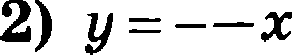 2) y = − − x